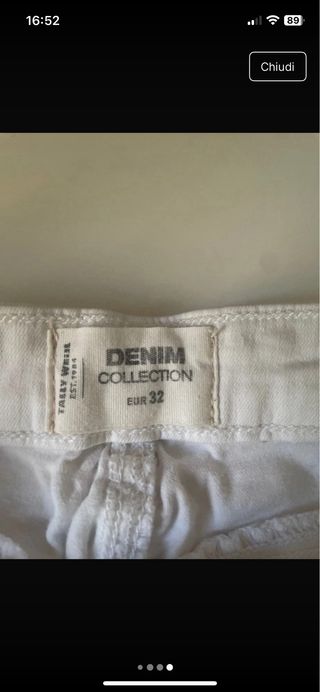 16:52
89
Chiudi
TALLY WEiJL
EST. 1984
DENIM
COLLECTION
EUR 32